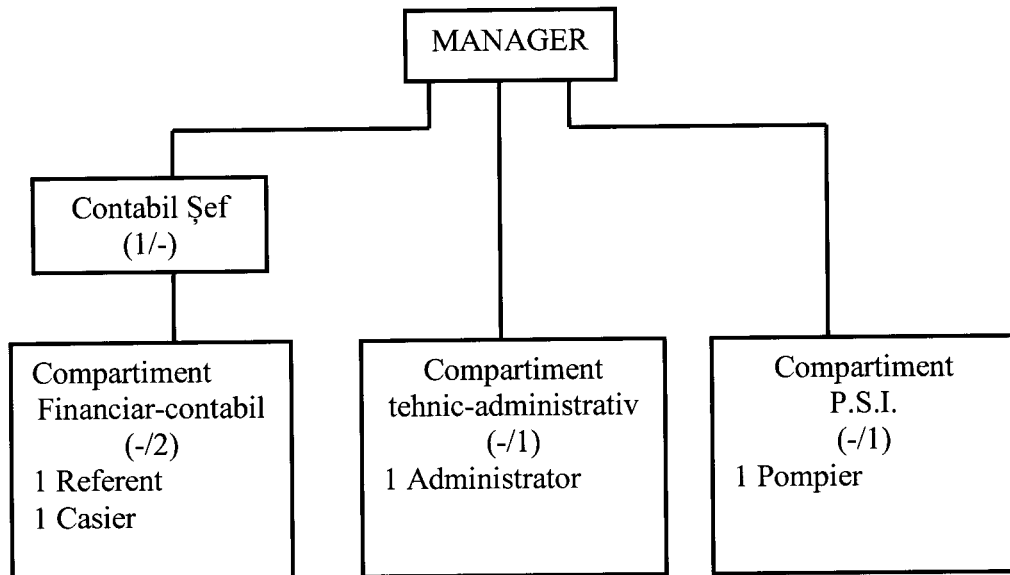 MANAGER
Contabil Șef
(1/-)
Compartiment
Financiar-contabil
(-/2)
1 Referent
1 Casier
Compartiment
tehnic-administrativ
(-/1)
1 Administrator
Compartiment
P.S.I.
(-/1)
1 Pompier